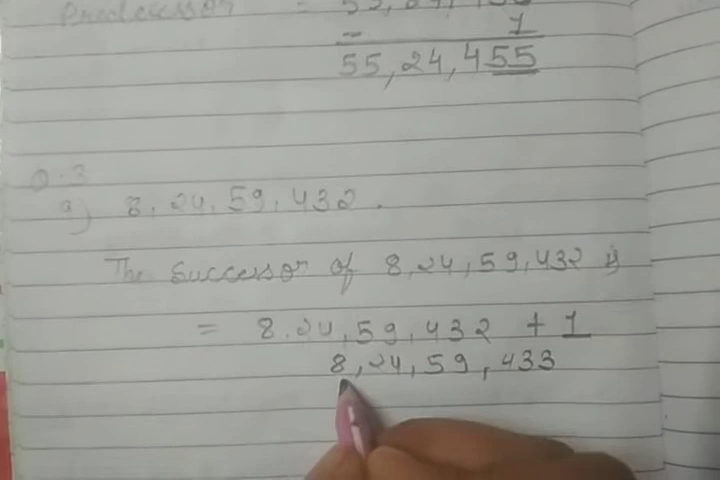 Predecessor =
- 1
55,24,455
Q.3
a) 8,24,59,432.
The Successor of 8,24,59,432 is
= 8,24,59,432 + 1
8,24,59,433